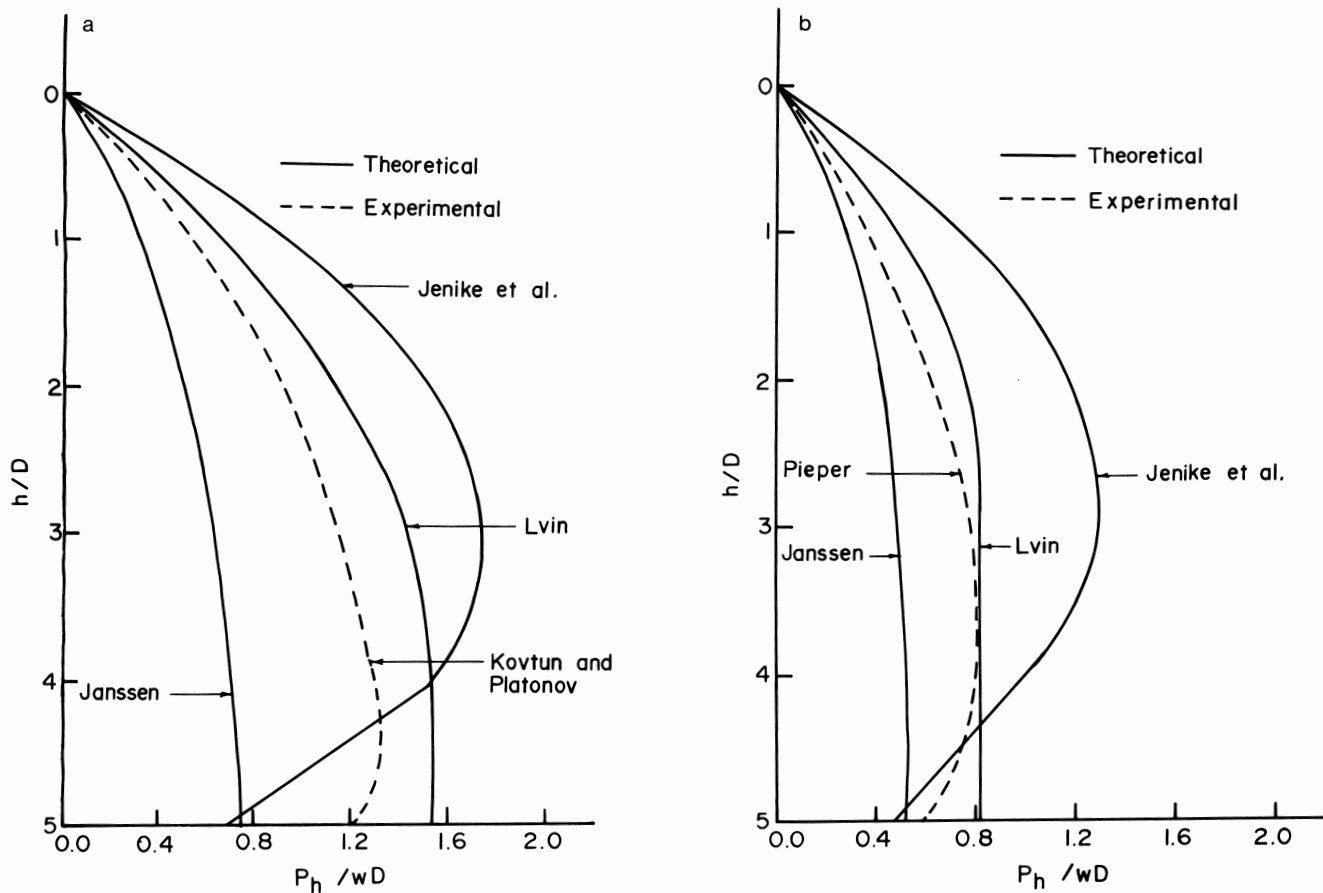 a
0
1
2
3
4
5
h/D
Theoretical
Experimental
Jenike et al.
Lvin
Kovtun and
Platonov
Janssen
0.0
0.4
0.8
1.2
1.6
2.0
Ph /wD
b
0
1
2
3
4
5
h/D
Theoretical
Experimental
Pieper
Jenike et al.
Janssen
Lvin
0.0
0.4
0.8
1.2
1.6
2.0
Ph /wD